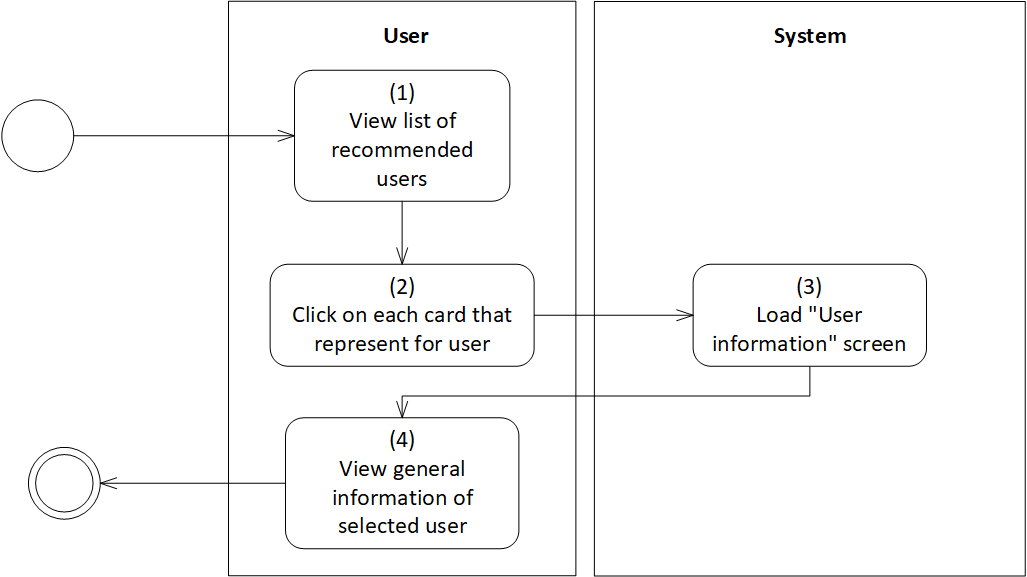 User
System
(1)
View list of
recommended
users
(2)
Click on each card that
represent for user
(3)
Load "User
information" screen
(4)
View general
information of
selected user